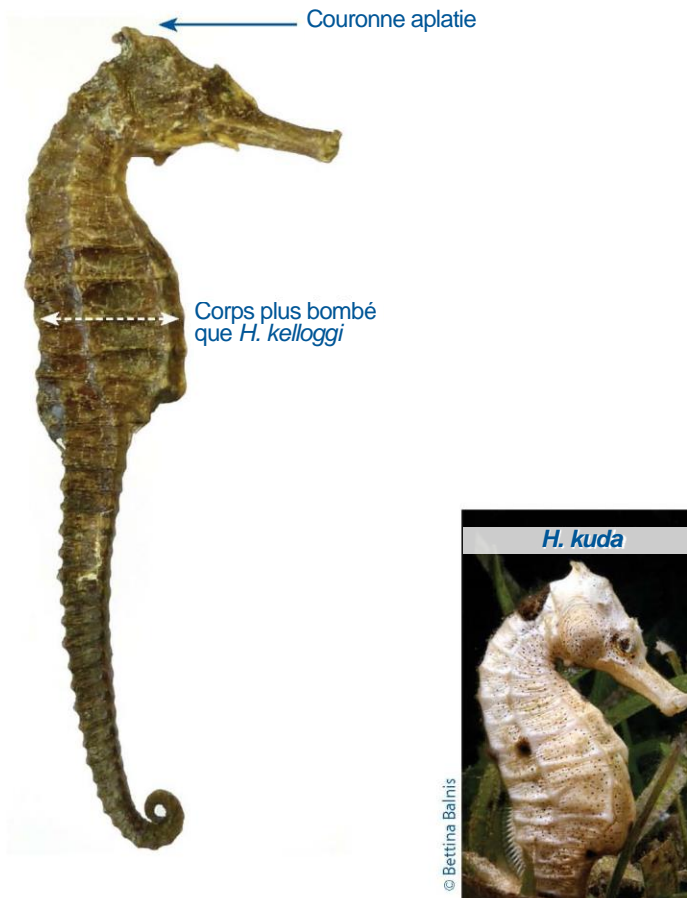 Couronne aplatie
Corps plus bombé
que H. kelloggi
H. kuda
© Bettina Balnis